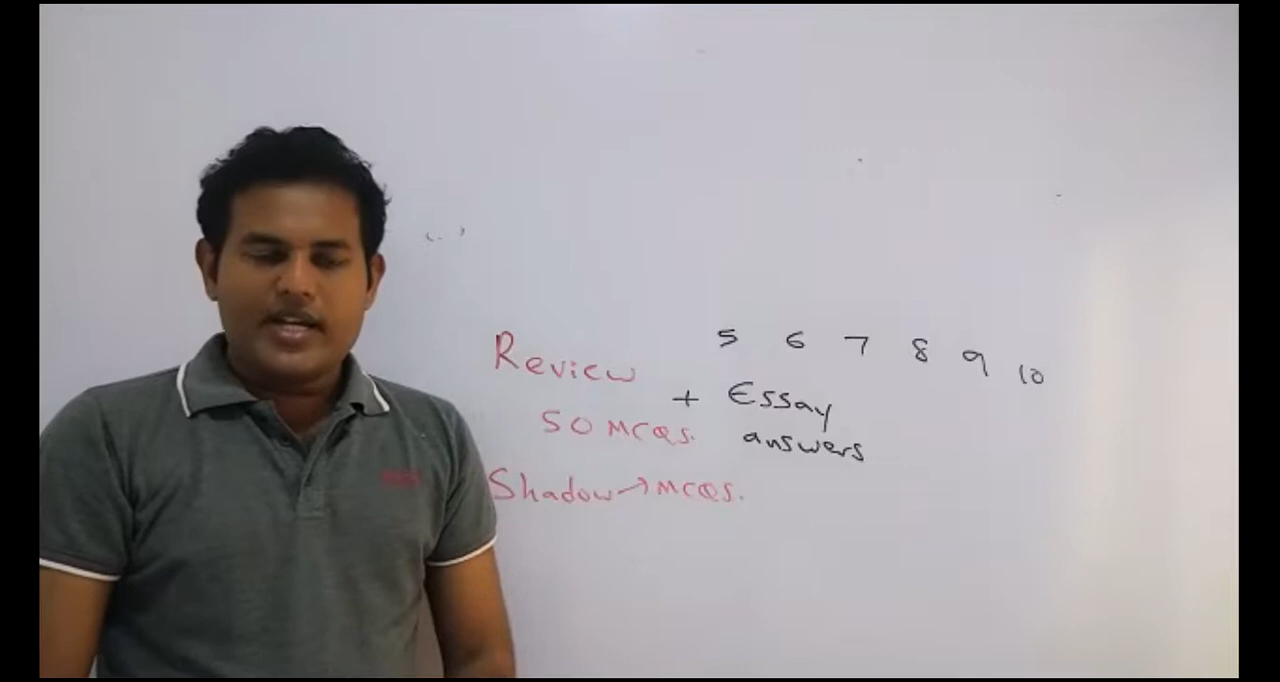 5 6 7 8 9 10
Review
+ Essay
50 MCQs. answers
Shadow → MCQs.